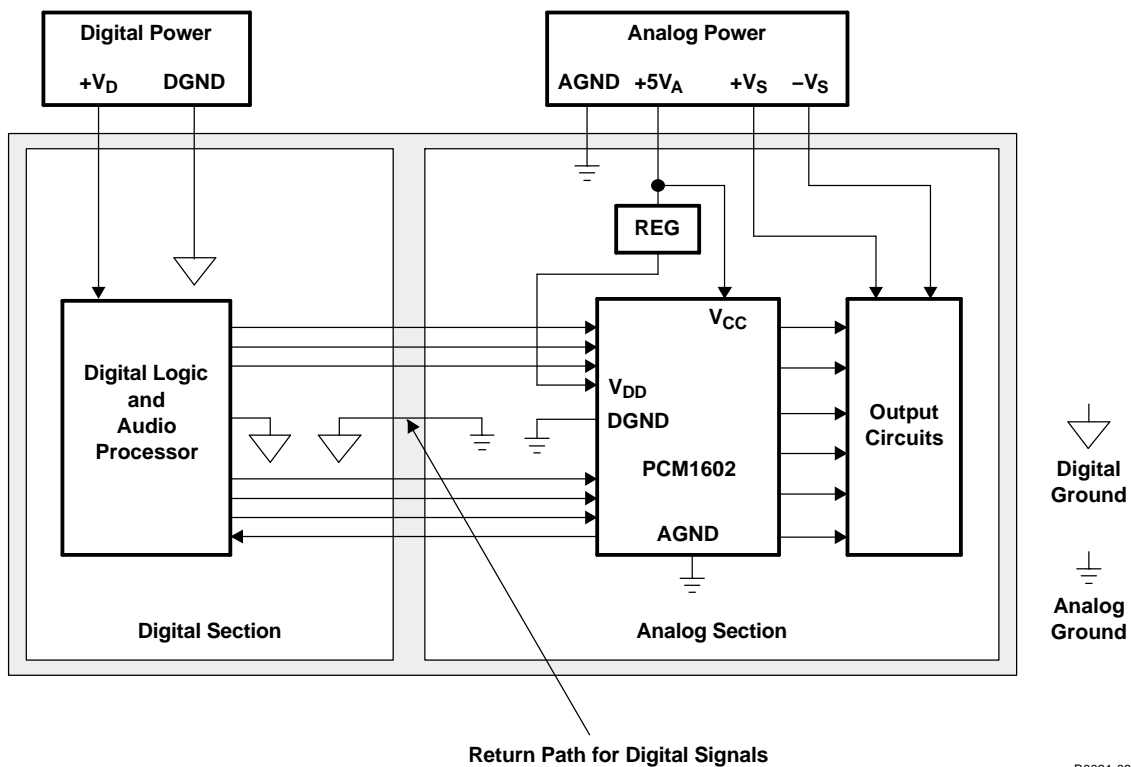 Digital Power
+VD DGND
Analog Power
AGND +5VA +VS −VS
REG
VCC
Digital Logic
and
Audio
Processor
VDD
DGND
PCM1602
AGND
Output
Circuits
Digital
Ground
Analog
Ground
Digital Section
Analog Section
Return Path for Digital Signals